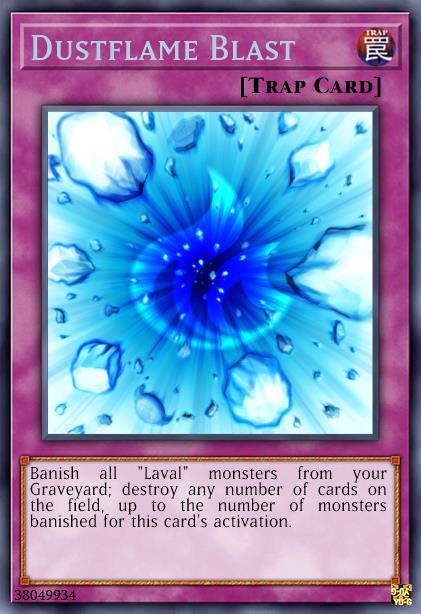 Dustflame Blast
TRAP
罠
[Trap Card]
Banish all "Laval" monsters from your
Graveyard; destroy any number of cards on
the field, up to the number of monsters
banished for this card's activation.
38049934